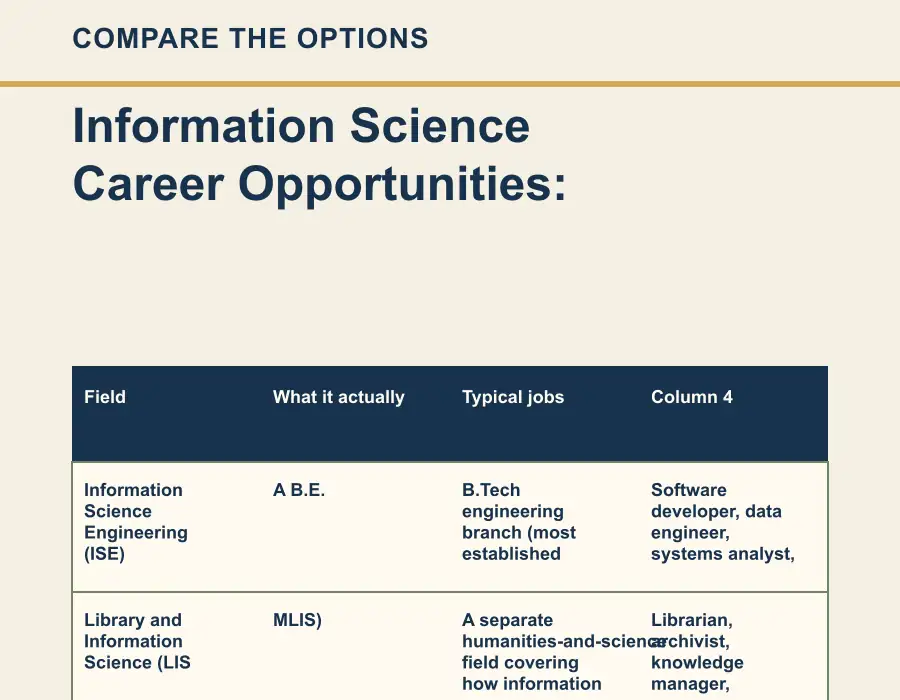 COMPARE THE OPTIONS
Information Science
Career Opportunities:
Field
What it actually
Typical jobs
Column 4
Information
Science
Engineering
(ISE)
A B.E.
B.Tech
engineering
branch (most
established
Software
developer, data
engineer,
systems analyst,
Library and
Information
Science (LIS
MLIS)
A separate
humanities-and-science
field covering
how information
Librarian,
archivist,
knowledge
manager,